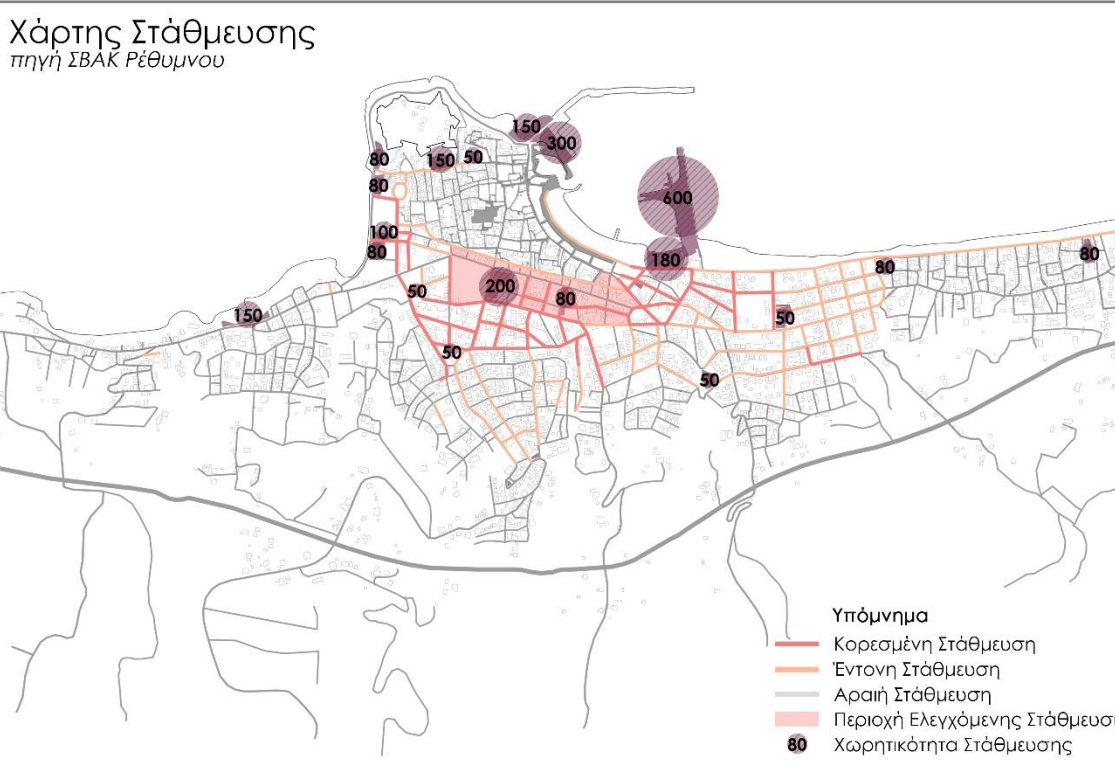 Χάρτης Στάθμευσης
πηγή ΣΒΑΚ Ρέθυμνου
150
300
80
150
50
80
600
100
80
180
80
80
50
200
80
150
50
50
50
Υπόμνημα
Κορεσμένη Στάθμευση
Έντονη Στάθμευση
Αραιή Στάθμευση
Περιοχή Ελεγχόμενης Στάθμευσ
80 Χωρητικότητα Στάθμευσης